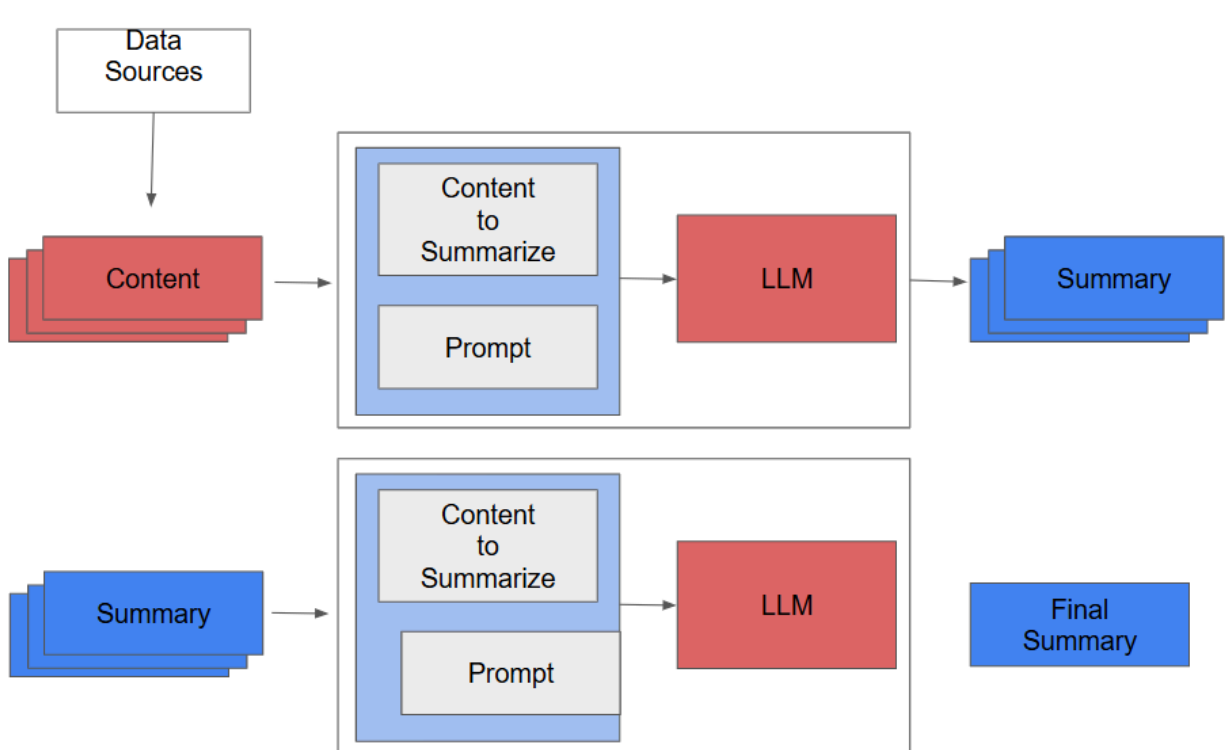 Data
Sources
Content
Content
to
Summarize
Prompt
LLM
Summary
Summary
Content
to
Summarize
Prompt
LLM
Final
Summary